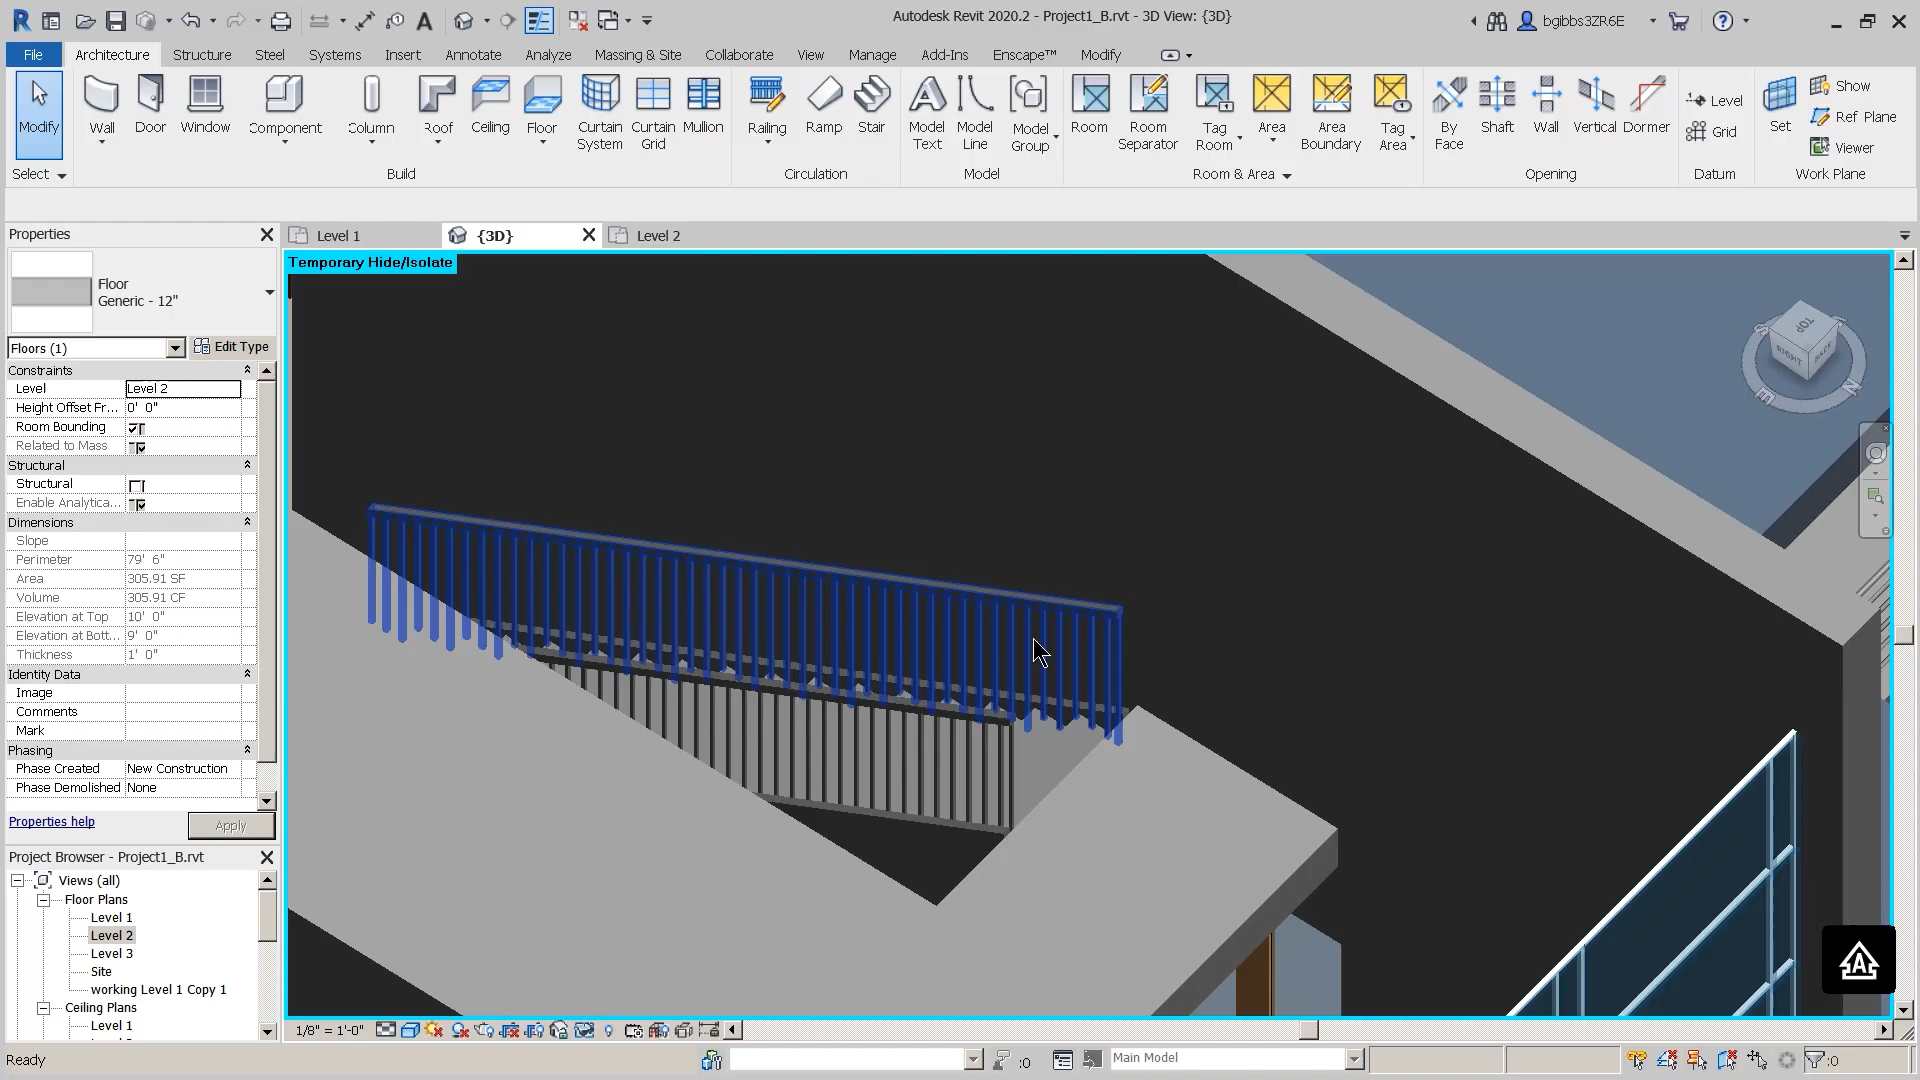 Autodesk Revit 2020.2 - Project1_B.rvt - 3D View: {3D}
bgibbs3ZR6E
File
Architecture
Structure
Steel
Systems
Insert
Annotate
Analyze
Massing & Site
Collaborate
View
Manage
Add-Ins
Enscape™
Modify
Modify
Wall
Door
Window
Component
Column
Roof
Ceiling
Floor
Curtain System
Curtain Grid
Mullion
Railing
Ramp
Stair
Model Text
Model Line
Model Group
Room
Room Separator
Tag Room
Area
Area Boundary
Tag Area
By Face
Shaft
Wall
Vertical
Dormer
Level
Grid
Set
Show
Ref Plane
Viewer
Select
Build
Circulation
Model
Room & Area
Opening
Datum
Work Plane
Properties
Level 1
{3D}
Level 2
Temporary Hide/Isolate
Floor
Generic - 12"
Floors (1)
Edit Type
Constraints
Level Level 2
Height Offset Fr... 0' 0"
Room Bounding
Related to Mass
Structural
Structural
Enable Analytica...
Dimensions
Slope
Perimeter 79' 6"
Area 305.91 SF
Volume 305.91 CF
Elevation at Top 10' 0"
Elevation at Bott... 9' 0"
Thickness 1' 0"
Identity Data
Image
Comments
Mark
Phasing
Phase Created New Construction
Phase Demolished None
Properties help
Apply
Project Browser - Project1_B.rvt
Views (all)
Floor Plans
Level 1
Level 2
Level 3
Site
working Level 1 Copy 1
Ceiling Plans
Level 1
TOP
RIGHT
BACK
1/8" = 1'-0"
Ready
:0
Main Model
:0